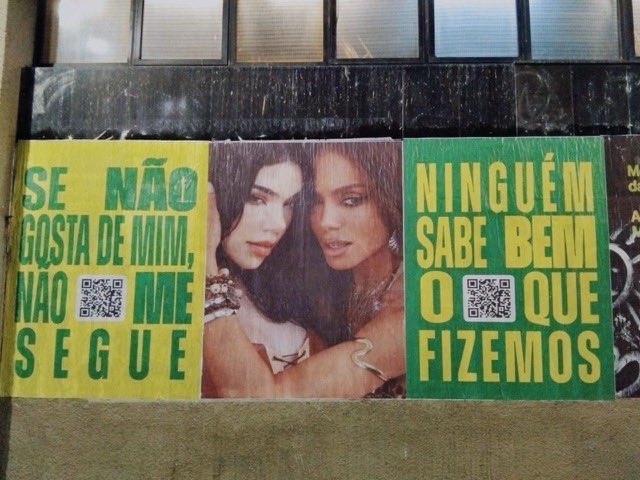 SE NÃO
GOSTA DE MIM,
NÃO ME
SEGUE
NINGUÉM
SABE BEM
O QUE
FIZEMOS